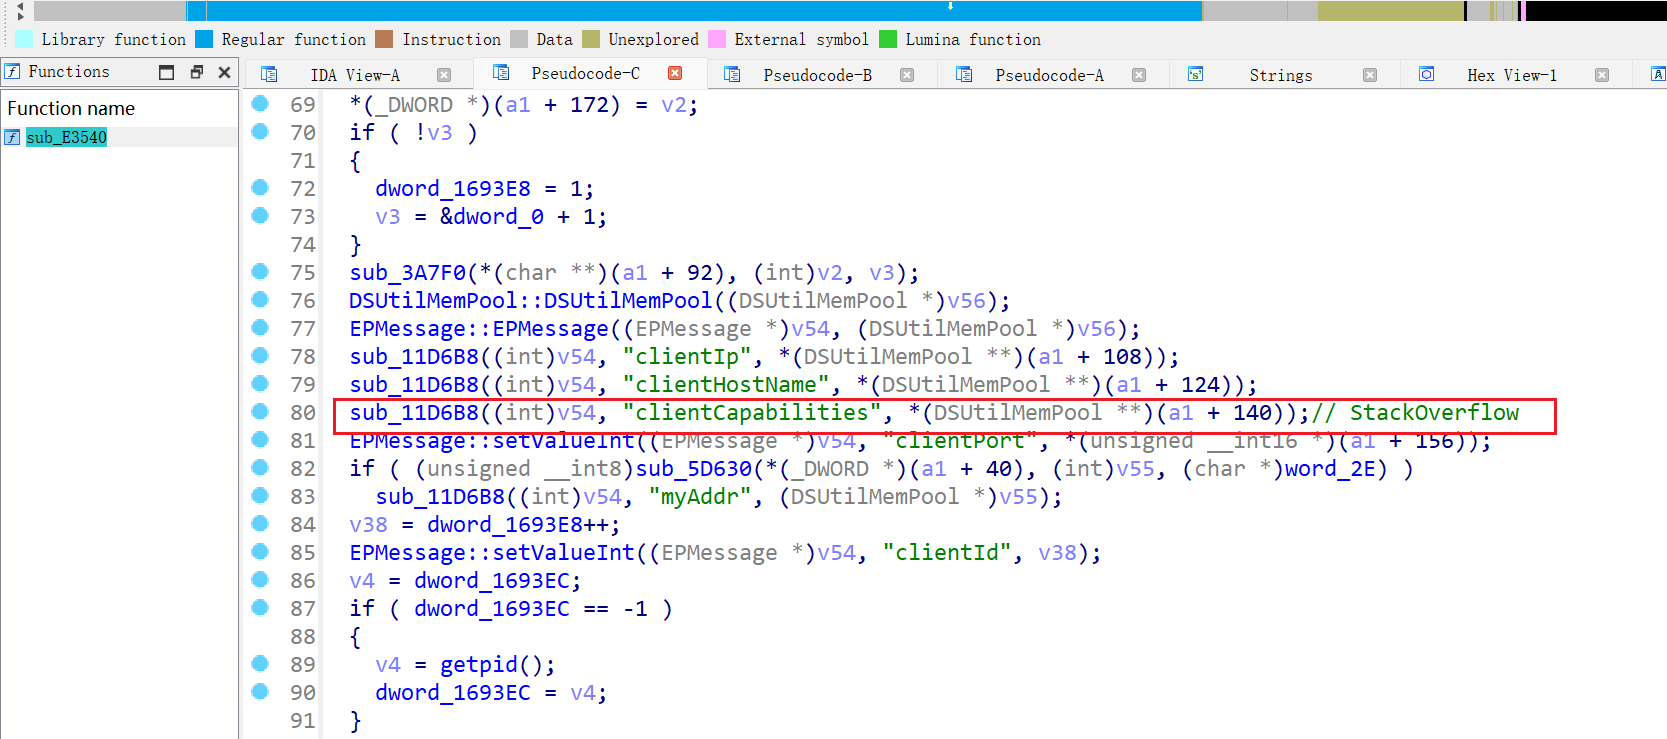 Library function Regular function Instruction Data Unexplored External symbol Lumina function
Functions
IDA View-A Pseudocode-C Pseudocode-B Pseudocode-A Strings Hex View-1
Function name
sub_E3540
69 *(_DWORD *)(a1 + 172) = v2;
70 if ( !v3 )
71 {
72 dword_1693E8 = 1;
73 v3 = &dword_0 + 1;
74 }
75 sub_3A7F0(*(char **)(a1 + 92), (int)v2, v3);
76 DSUtilMemPool::DSUtilMemPool((DSUtilMemPool *)v56);
77 EPMessage::EPMessage((EPMessage *)v54, (DSUtilMemPool *)v56);
78 sub_11D6B8((int)v54, "clientIp", *(DSUtilMemPool **)(a1 + 108));
79 sub_11D6B8((int)v54, "clientHostName", *(DSUtilMemPool **)(a1 + 124));
80 sub_11D6B8((int)v54, "clientCapabilities", *(DSUtilMemPool **)(a1 + 140));// StackOverflow
81 EPMessage::setValueInt((EPMessage *)v54, "clientPort", *(unsigned __int16 *)(a1 + 156));
82 if ( (unsigned __int8)sub_5D630(*(_DWORD *)(a1 + 40), (int)v55, (char *)word_2E) )
83 sub_11D6B8((int)v54, "myAddr", (DSUtilMemPool *)v55);
84 v38 = dword_1693E8++;
85 EPMessage::setValueInt((EPMessage *)v54, "clientId", v38);
86 v4 = dword_1693EC;
87 if ( dword_1693EC == -1 )
88 {
89 v4 = getpid();
90 dword_1693EC = v4;
91 }